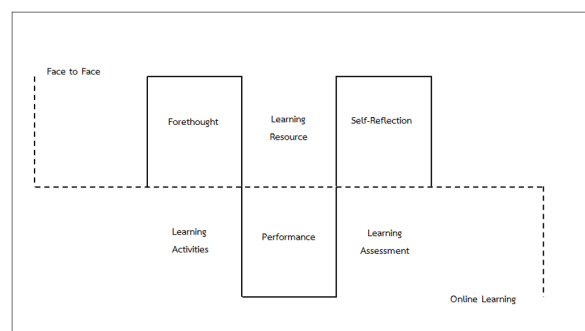 Face to Face
Forethought
Learning
Resource
Self-Reflection
Learning
Activities
Performance
Learning
Assessment
Online Learning